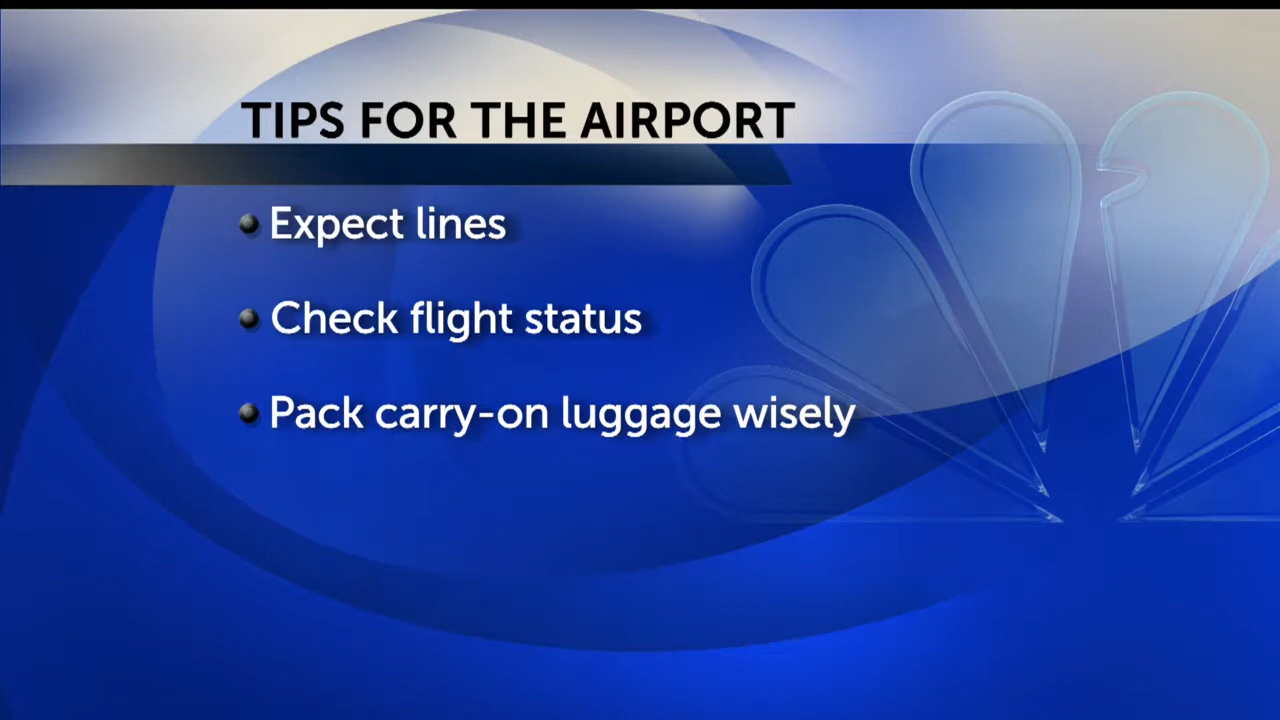 TIPS FOR THE AIRPORT
Expect lines
Check flight status
Pack carry-on luggage wisely